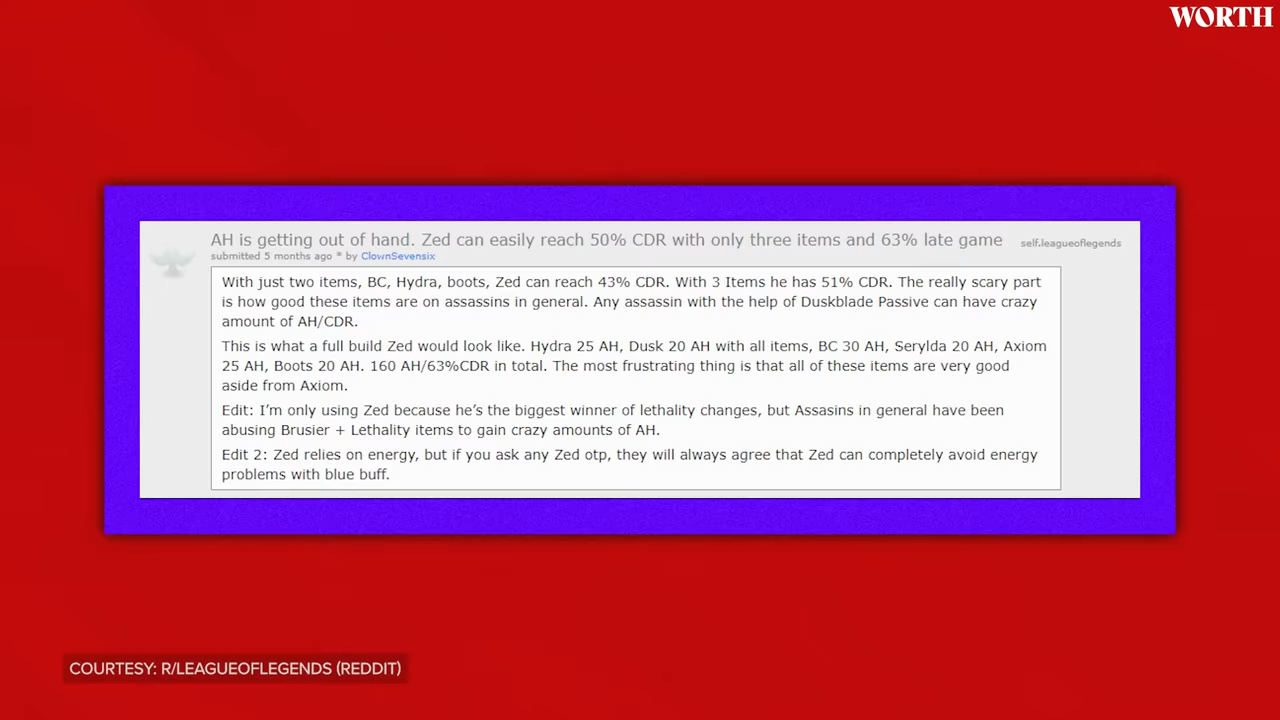 WORTH
AH is getting out of hand. Zed can easily reach 50% CDR with only three items and 63% late game
self.leagueoflegends
submitted 5 months ago * by ClownSevensix
With just two items, BC, Hydra, boots, Zed can reach 43% CDR. With 3 Items he has 51% CDR. The really scary part
is how good these items are on assassins in general. Any assassin with the help of Duskblade Passive can have crazy
amount of AH/CDR.
This is what a full build Zed would look like. Hydra 25 AH, Dusk 20 AH with all items, BC 30 AH, Serylda 20 AH, Axiom
25 AH, Boots 20 AH. 160 AH/63%CDR in total. The most frustrating thing is that all of these items are very good
aside from Axiom.
Edit: I'm only using Zed because he's the biggest winner of lethality changes, but Assasins in general have been
abusing Brusier + Lethality items to gain crazy amounts of AH.
Edit 2: Zed relies on energy, but if you ask any Zed otp, they will always agree that Zed can completely avoid energy
problems with blue buff.
COURTESY: R/LEAGUEOFLEGENDS (REDDIT)